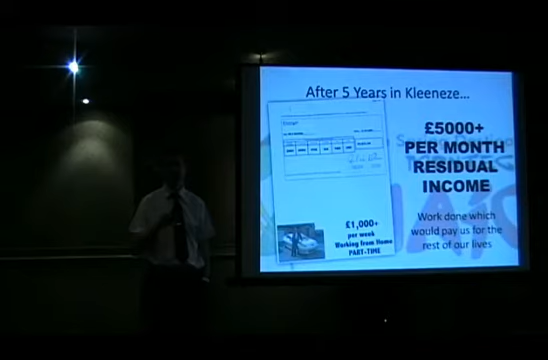 After 5 Years in Kleeneze...
£5000+
PER MONTH
RESIDUAL
INCOME
Work done which
would pay us for the
rest of our lives
£1,000+
per week
Working from Home
PART-TIME